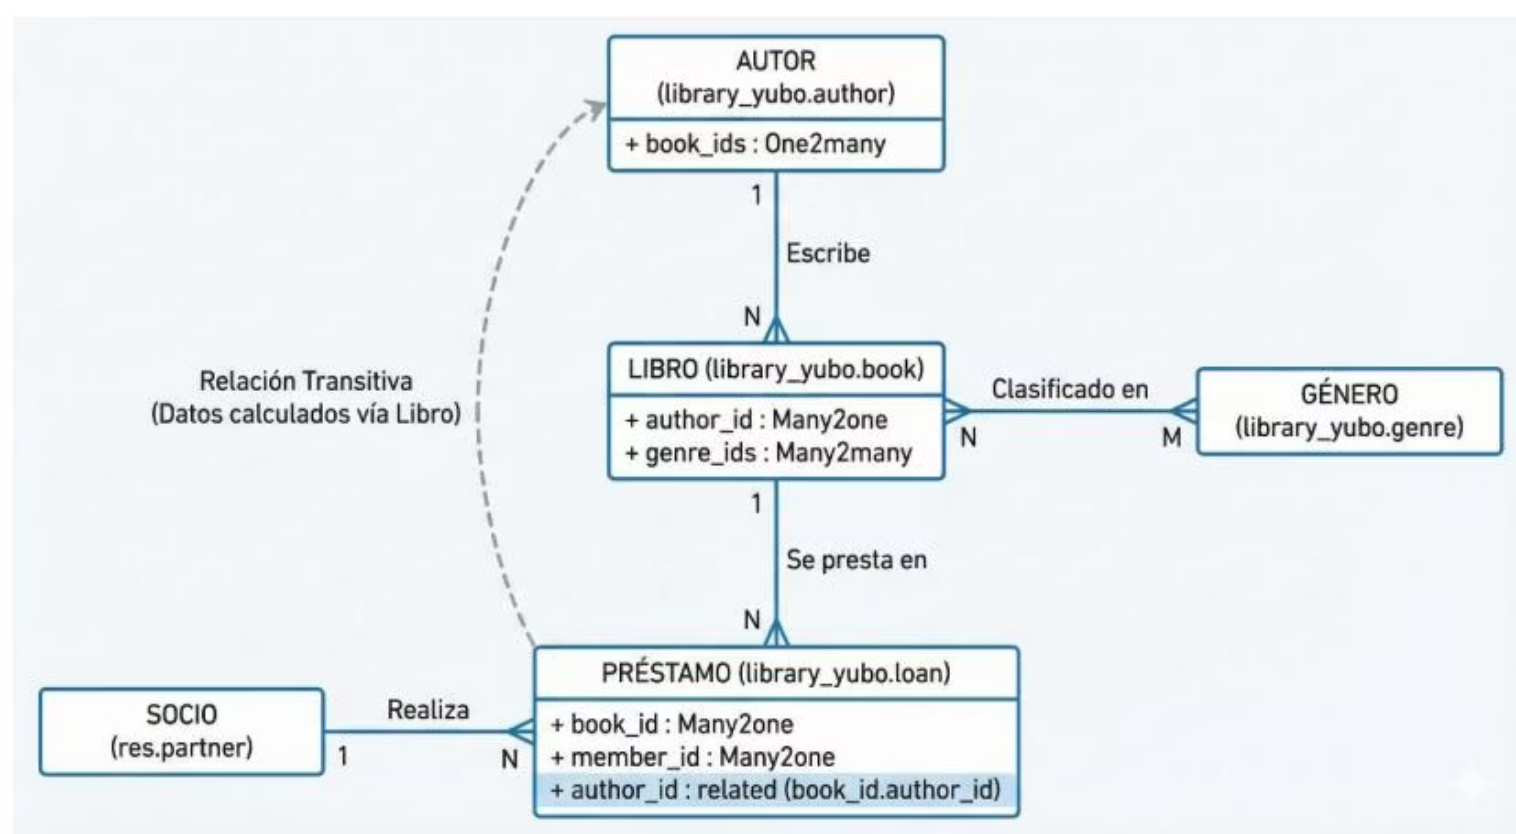 AUTOR
(library_yubo.author)
+ book_ids : One2many
1
Escribe
N
Relación Transitiva
(Datos calculados vía Libro)
LIBRO (library_yubo.book)
+ author_id : Many2one
+ genre_ids : Many2many
Clasificado en
N
M
GÉNERO
(library_yubo.genre)
1
Se presta en
N
PRÉSTAMO (library_yubo.loan)
+ book_id : Many2one
+ member_id : Many2one
+ author_id : related (book_id.author_id)
SOCIO
(res.partner)
Realiza
1
N